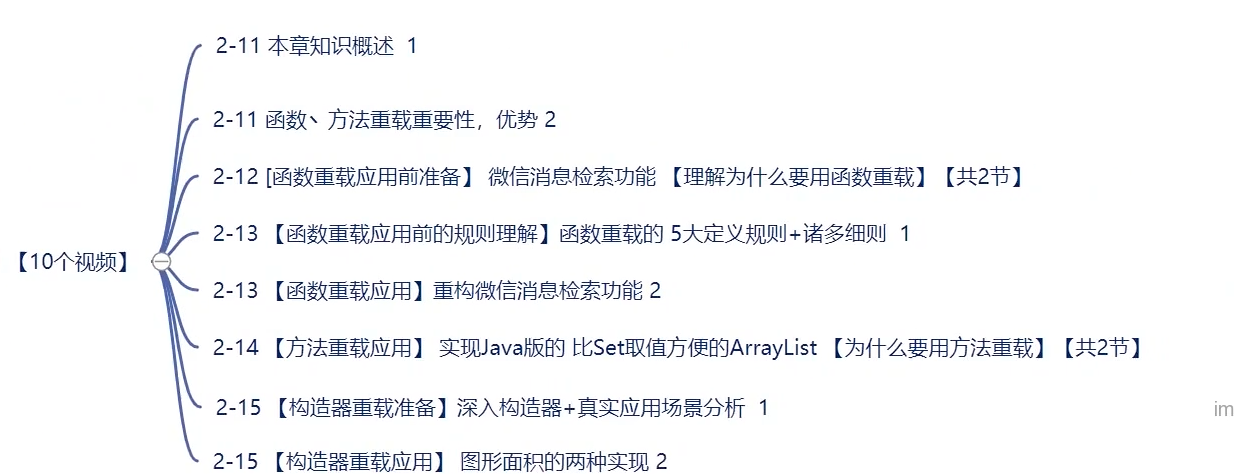 2-11 本章知识概述 1
2-11 函数、方法重载重要性，优势 2
2-12 [函数重载应用前准备】 微信消息检索功能 【理解为什么要用函数重载】【共2节】
2-13 【函数重载应用前的规则理解】函数重载的 5大定义规则+诸多细则 1
【10个视频】
2-13 【函数重载应用】重构微信消息检索功能 2
2-14 【方法重载应用】 实现Java版的 比Set取值方便的ArrayList 【为什么要用方法重载】【共2节】
2-15 【构造器重载准备】深入构造器+真实应用场景分析 1
im
2-15 【构造器重载应用】 图形面积的两种实现 2